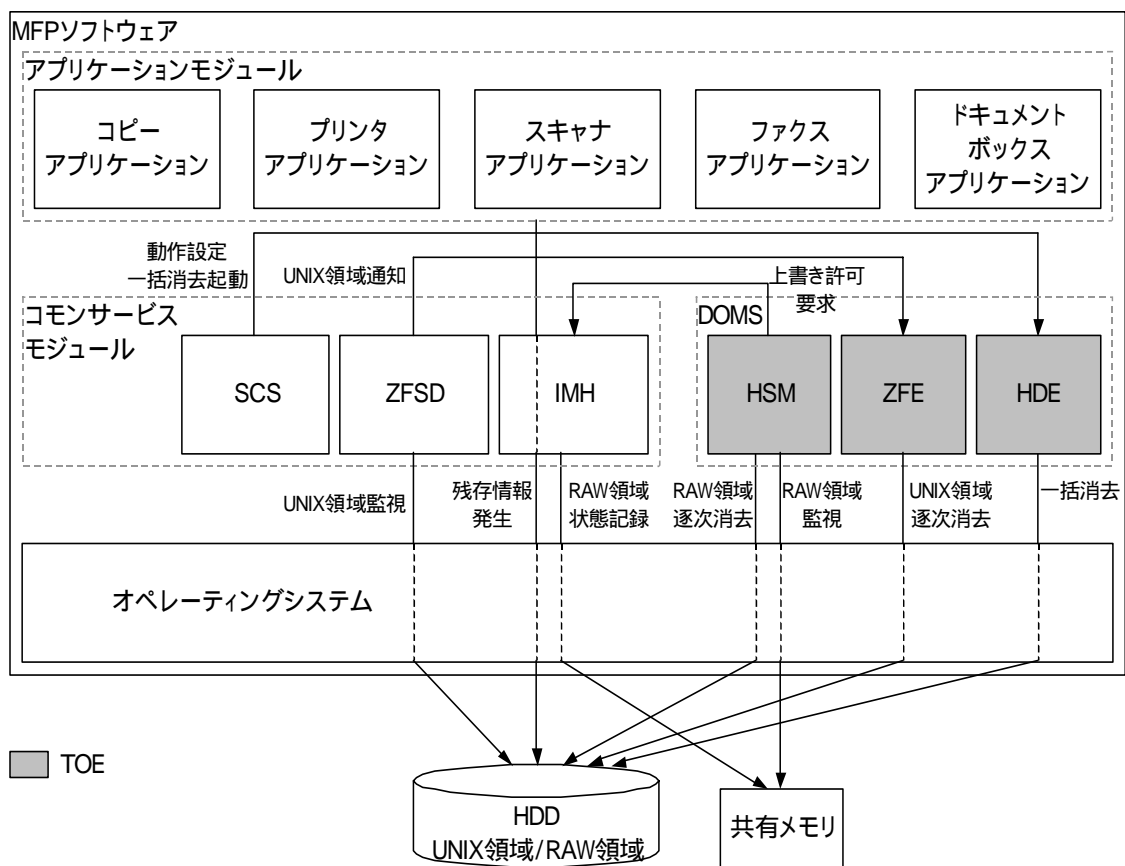 MFPソフトウェア
アプリケーションモジュール
コピー
アプリケーション
プリンタ
アプリケーション
スキャナ
アプリケーション
ファクス
アプリケーション
ドキュメント
ボックス
アプリケーション
動作設定
一括消去起動
UNIX領域通知
上書き許可
要求
コモンサービス
モジュール
DOMS
SCS
ZFSD
IMH
HSM
ZFE
HDE
UNIX領域監視
残存情報
発生
RAW領域
状態記録
RAW領域
逐次消去
RAW領域
監視
UNIX領域
逐次消去
一括消去
オペレーティングシステム
TOE
HDD
UNIX領域/RAW領域
共有メモリ